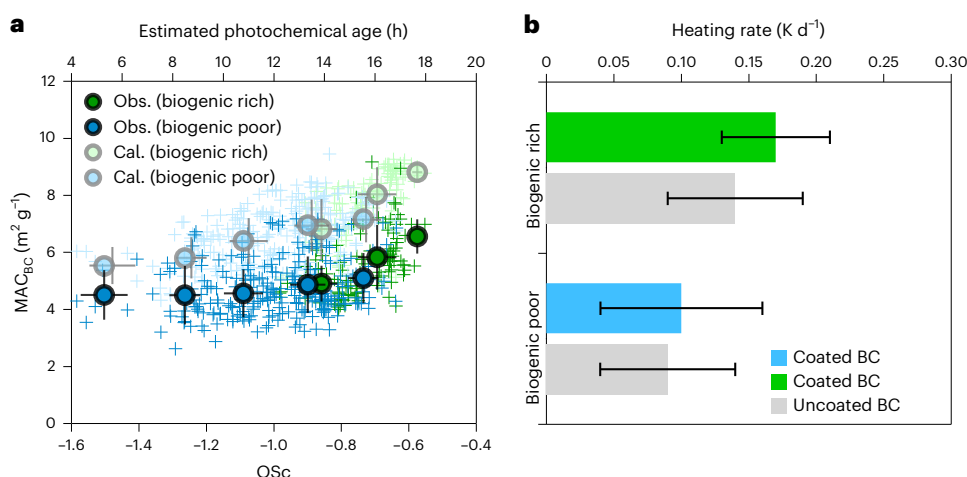 a
Estimated photochemical age (h)
4 6 8 10 12 14 16 18 20
12
10
8
6
4
2
0
MAC_BC (m² g⁻¹)
Obs. (biogenic rich)
Obs. (biogenic poor)
Cal. (biogenic rich)
Cal. (biogenic poor)
–1.6 –1.4 –1.2 –1.0 –0.8 –0.6 –0.4
OSc
b
Heating rate (K d⁻¹)
0 0.05 0.10 0.15 0.20 0.25 0.30
Biogenic rich
Biogenic poor
Coated BC
Coated BC
Uncoated BC